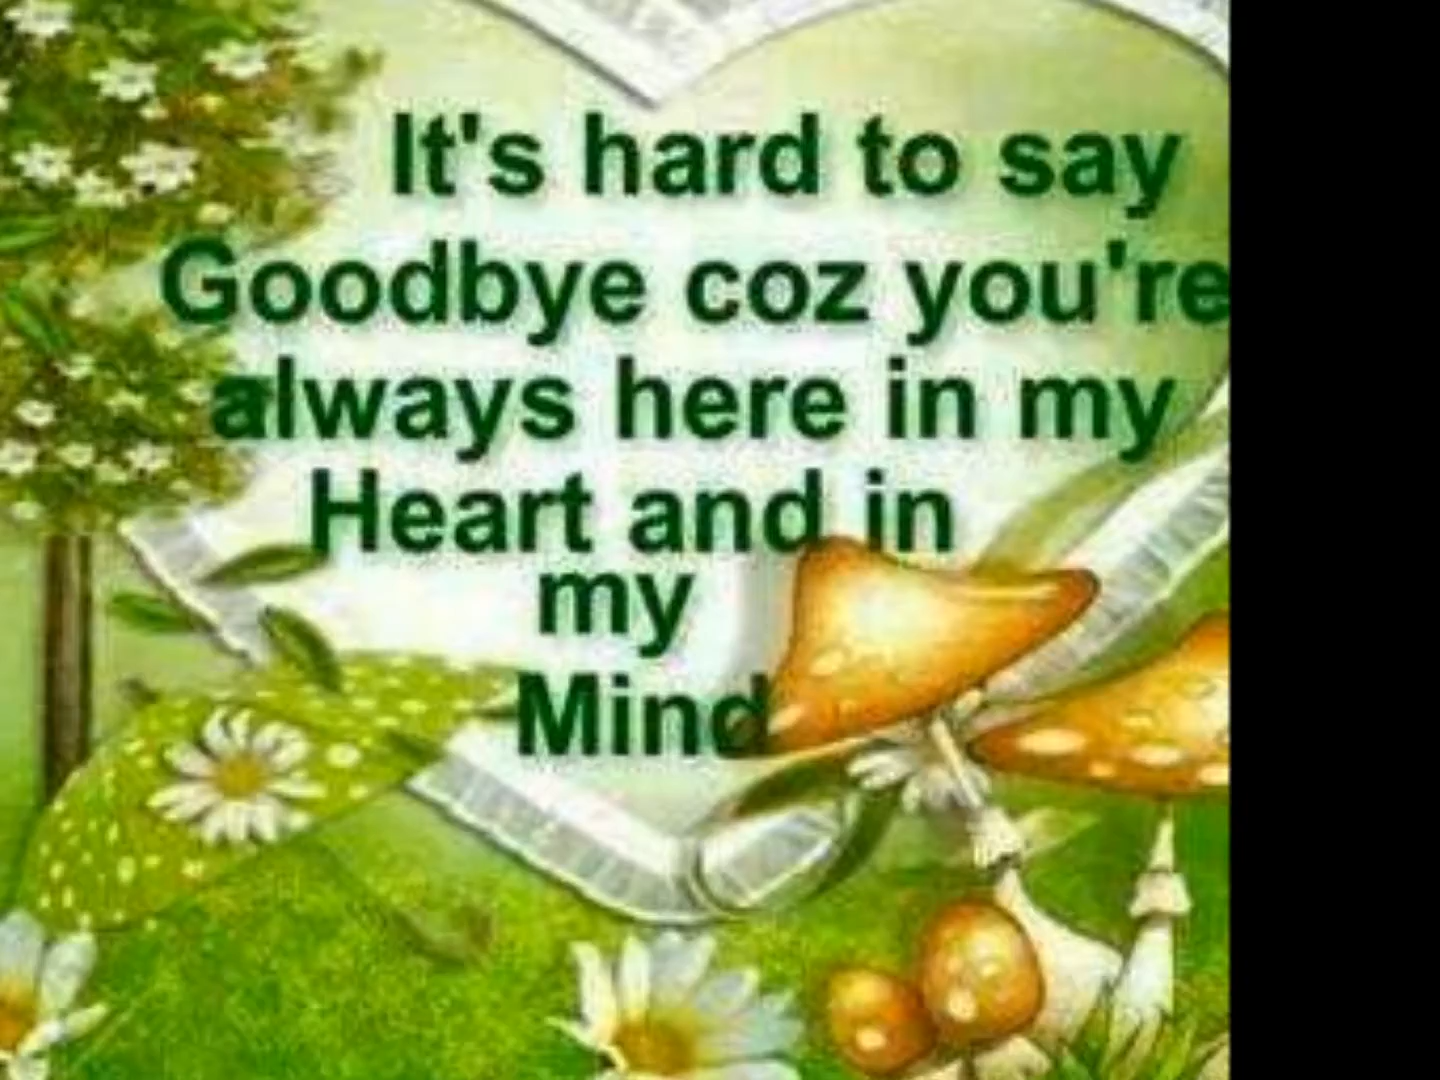 It's hard to say
Goodbye coz you're
always here in my
Heart and in
my
Mind